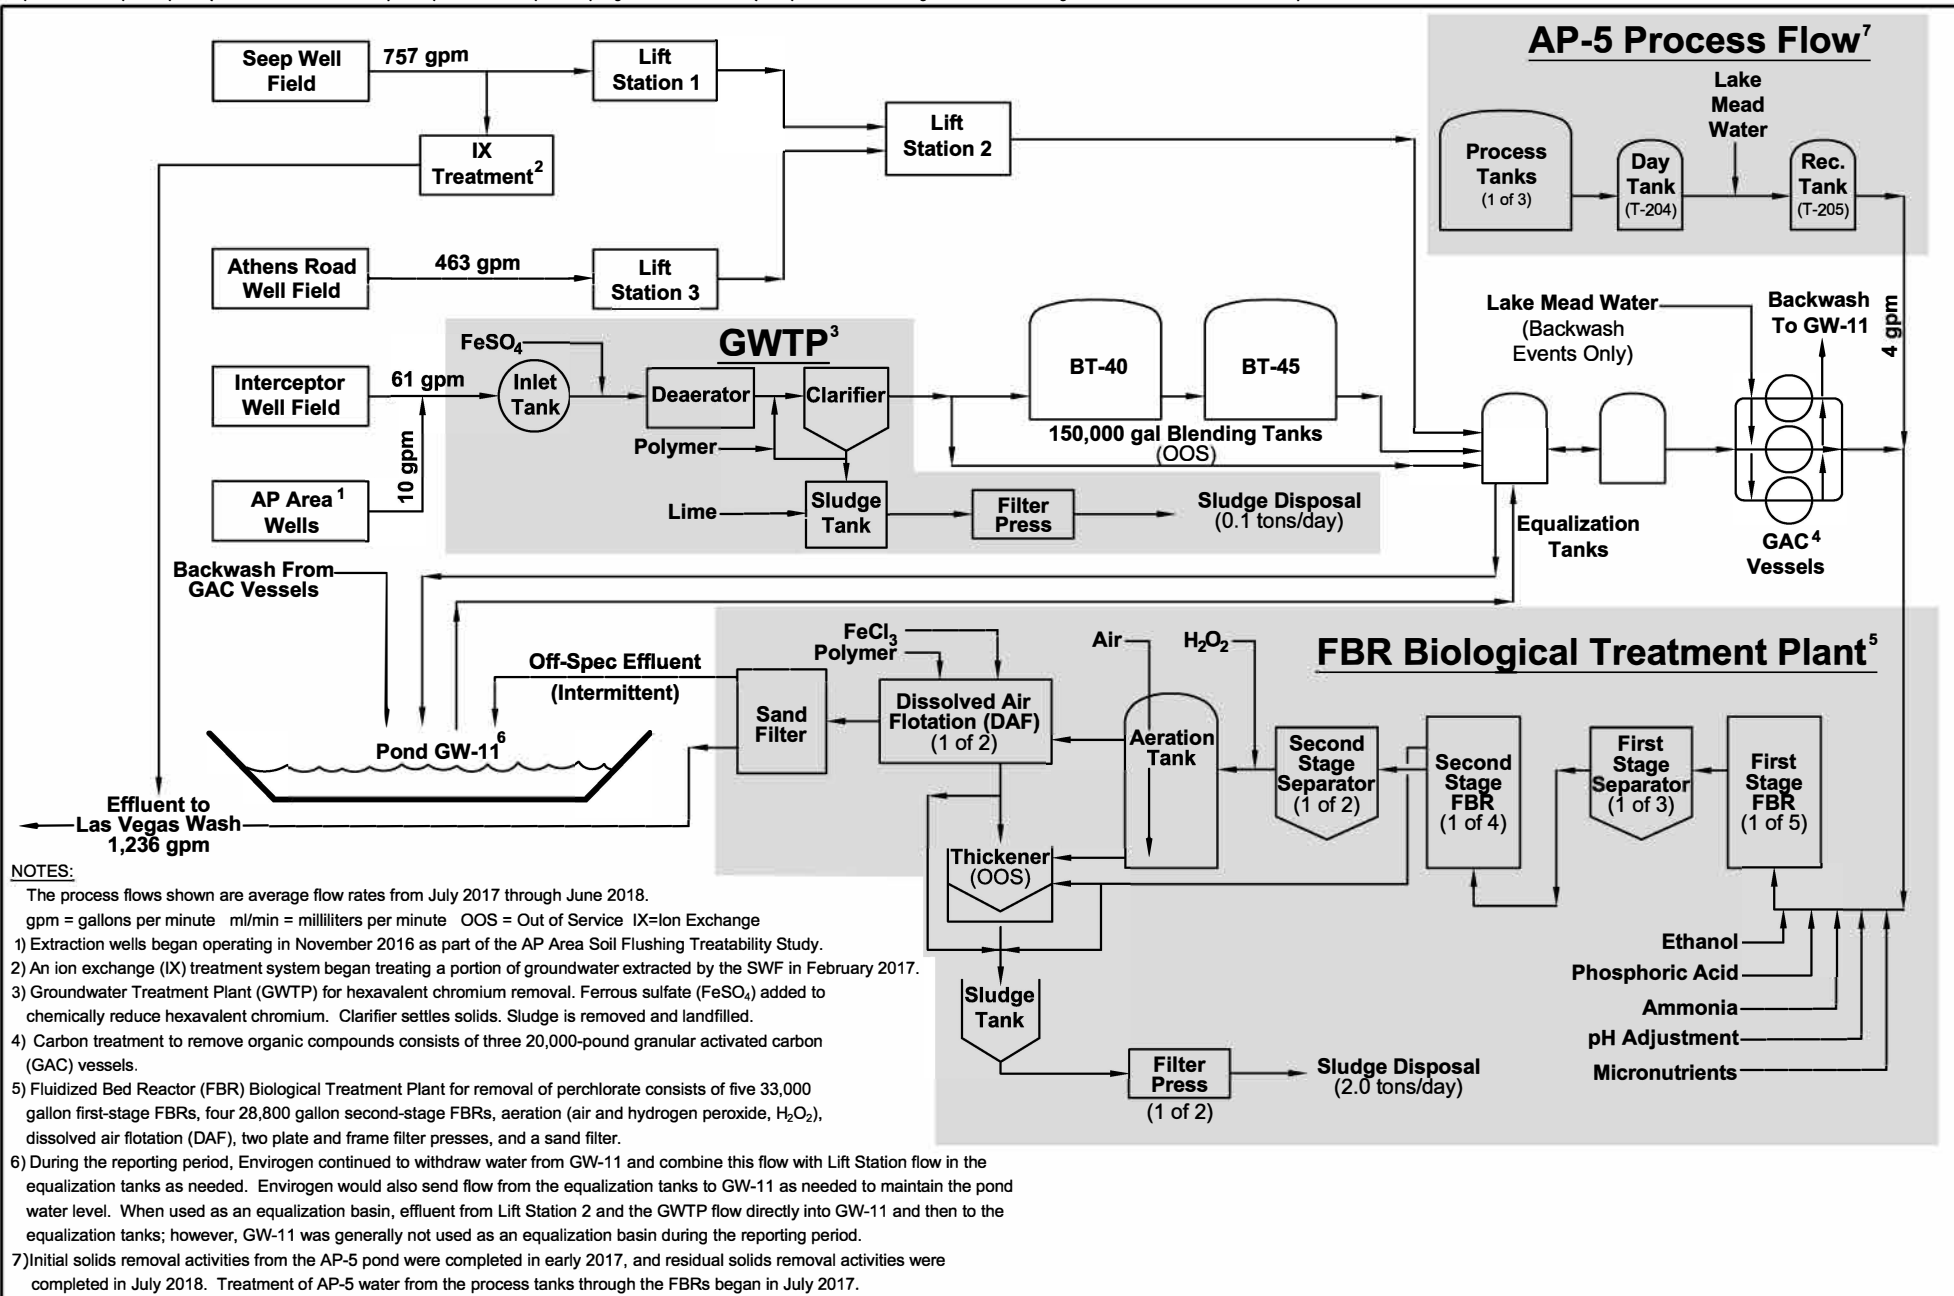 AP-5 Process Flow7
Seep Well
Field
757 gpm
Lift
Station 1
IX
Treatment2
Lift
Station 2
Lake
Mead
Water
Process
Tanks
(1 of 3)
Day
Tank
(T-204)
Rec.
Tank
(T-205)
Athens Road
Well Field
463 gpm
Lift
Station 3
Lake Mead Water
(Backwash
Events Only)
Backwash
To GW-11
4 gpm
GWTP3
FeSO4
Interceptor
Well Field
61 gpm
10 gpm
Inlet
Tank
Deaerator
Clarifier
Polymer
BT-40
BT-45
150,000 gal Blending Tanks
(OOS)
AP Area 1
Wells
Lime
Sludge
Tank
Filter
Press
Sludge Disposal
(0.1 tons/day)
Equalization
Tanks
GAC4
Vessels
Backwash From
GAC Vessels
FBR Biological Treatment Plant5
FeCl3
Polymer
Air
H2O2
Off-Spec Effluent
(Intermittent)
Sand
Filter
Dissolved Air
Flotation (DAF)
(1 of 2)
Aeration
Tank
Second
Stage
Separator
(1 of 2)
Second
Stage
FBR
(1 of 4)
First
Stage
Separator
(1 of 3)
First
Stage
FBR
(1 of 5)
Pond GW-116
Effluent to
Las Vegas Wash
1,236 gpm
Thickener
(OOS)
Sludge
Tank
Filter
Press
(1 of 2)
Sludge Disposal
(2.0 tons/day)
Ethanol
Phosphoric Acid
Ammonia
pH Adjustment
Micronutrients
NOTES:
The process flows shown are average flow rates from July 2017 through June 2018.
gpm = gallons per minute ml/min = milliliters per minute OOS = Out of Service IX=Ion Exchange
1) Extraction wells began operating in November 2016 as part of the AP Area Soil Flushing Treatability Study.
2) An ion exchange (IX) treatment system began treating a portion of groundwater extracted by the SWF in February 2017.
3) Groundwater Treatment Plant (GWTP) for hexavalent chromium removal. Ferrous sulfate (FeSO4) added to
chemically reduce hexavalent chromium. Clarifier settles solids. Sludge is removed and landfilled.
4) Carbon treatment to remove organic compounds consists of three 20,000-pound granular activated carbon
(GAC) vessels.
5) Fluidized Bed Reactor (FBR) Biological Treatment Plant for removal of perchlorate consists of five 33,000
gallon first-stage FBRs, four 28,800 gallon second-stage FBRs, aeration (air and hydrogen peroxide, H2O2),
dissolved air flotation (DAF), two plate and frame filter presses, and a sand filter.
6) During the reporting period, Envirogen continued to withdraw water from GW-11 and combine this flow with Lift Station flow in the
equalization tanks as needed. Envirogen would also send flow from the equalization tanks to GW-11 as needed to maintain the pond
water level. When used as an equalization basin, effluent from Lift Station 2 and the GWTP flow directly into GW-11 and then to the
equalization tanks; however, GW-11 was generally not used as an equalization basin during the reporting period.
7)Initial solids removal activities from the AP-5 pond were completed in early 2017, and residual solids removal activities were
completed in July 2018. Treatment of AP-5 water from the process tanks through the FBRs began in July 2017.